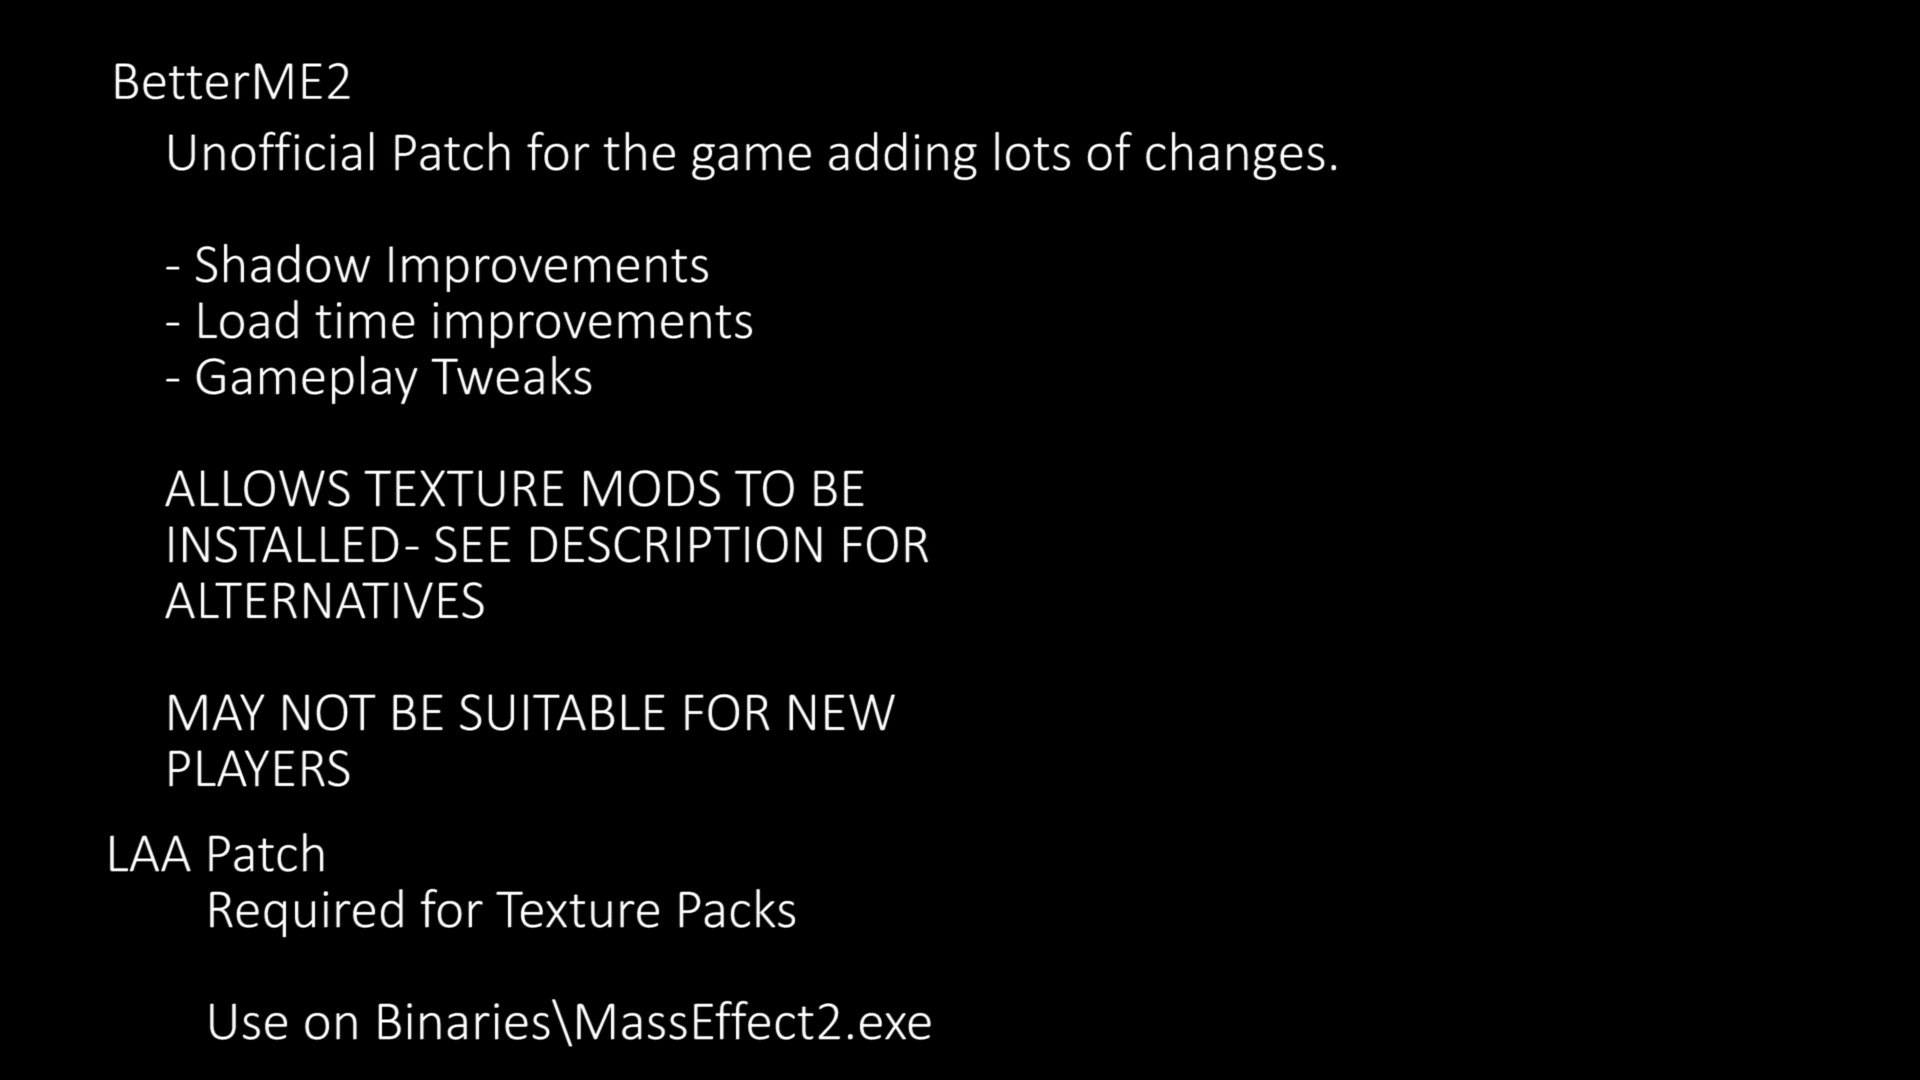 BetterME2
Unofficial Patch for the game adding lots of changes.
- Shadow Improvements
- Load time improvements
- Gameplay Tweaks
ALLOWS TEXTURE MODS TO BE
INSTALLED- SEE DESCRIPTION FOR
ALTERNATIVES
MAY NOT BE SUITABLE FOR NEW
PLAYERS
LAA Patch
Required for Texture Packs
Use on Binaries\MassEffect2.exe